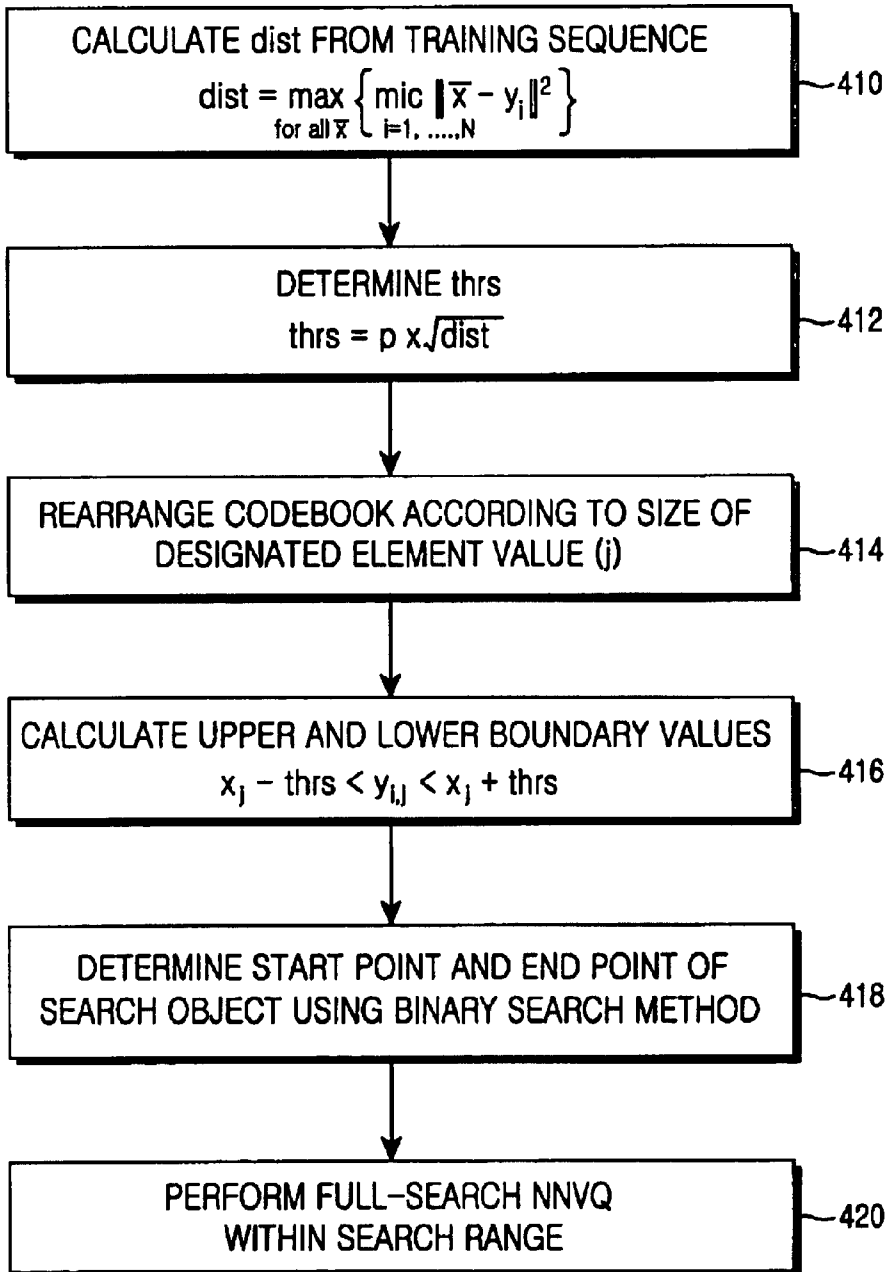 CALCULATE dist FROM TRAINING SEQUENCE
dist = max { mic ‖x̅ - yᵢ‖² }
for all x̅ i=1, ....,N
410
DETERMINE thrs
thrs = p x√dist
412
REARRANGE CODEBOOK ACCORDING TO SIZE OF
DESIGNATED ELEMENT VALUE (j)
414
CALCULATE UPPER AND LOWER BOUNDARY VALUES
xⱼ - thrs < yᵢ,ⱼ < xⱼ + thrs
416
DETERMINE START POINT AND END POINT OF
SEARCH OBJECT USING BINARY SEARCH METHOD
418
PERFORM FULL-SEARCH NNVQ
WITHIN SEARCH RANGE
420